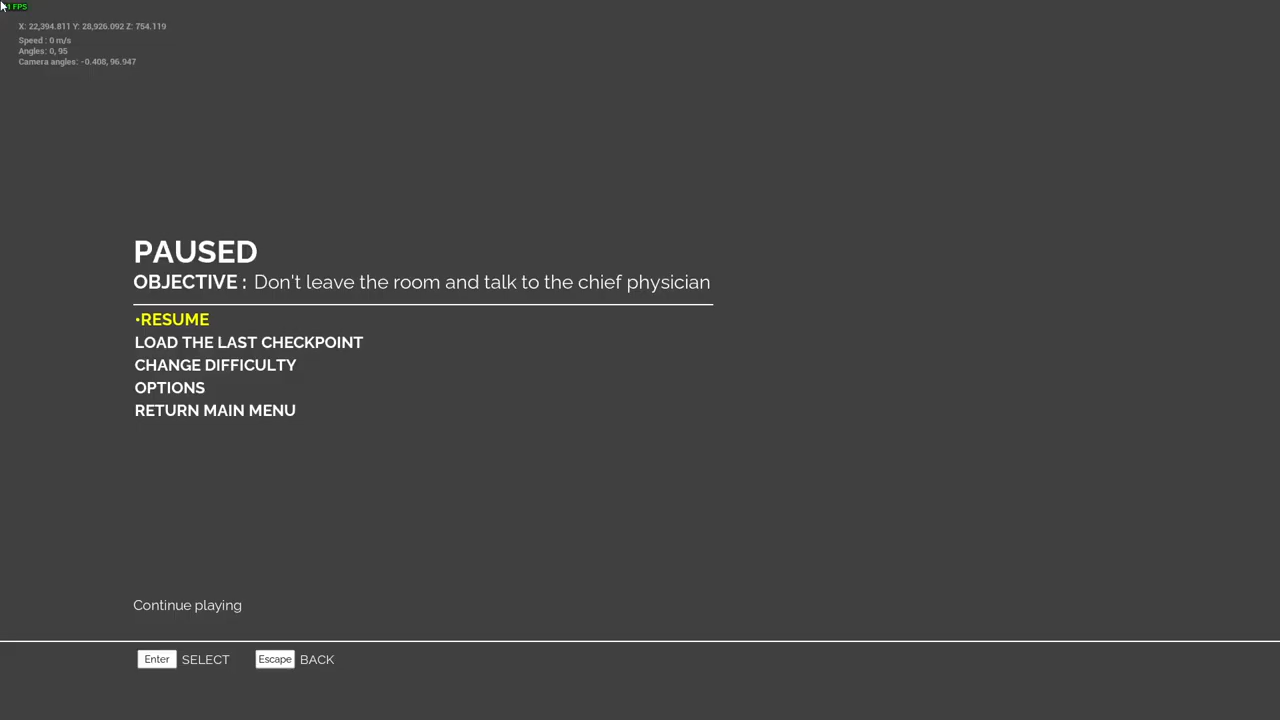 FPS
X: 22,394.811 Y: 28,926.092 Z: 754.119
Speed : 0 m/s
Angles: 0, 95
Camera angles: -0.408, 96.947
PAUSED
OBJECTIVE : Don't leave the room and talk to the chief physician
•RESUME
LOAD THE LAST CHECKPOINT
CHANGE DIFFICULTY
OPTIONS
RETURN MAIN MENU
Continue playing
Enter SELECT Escape BACK